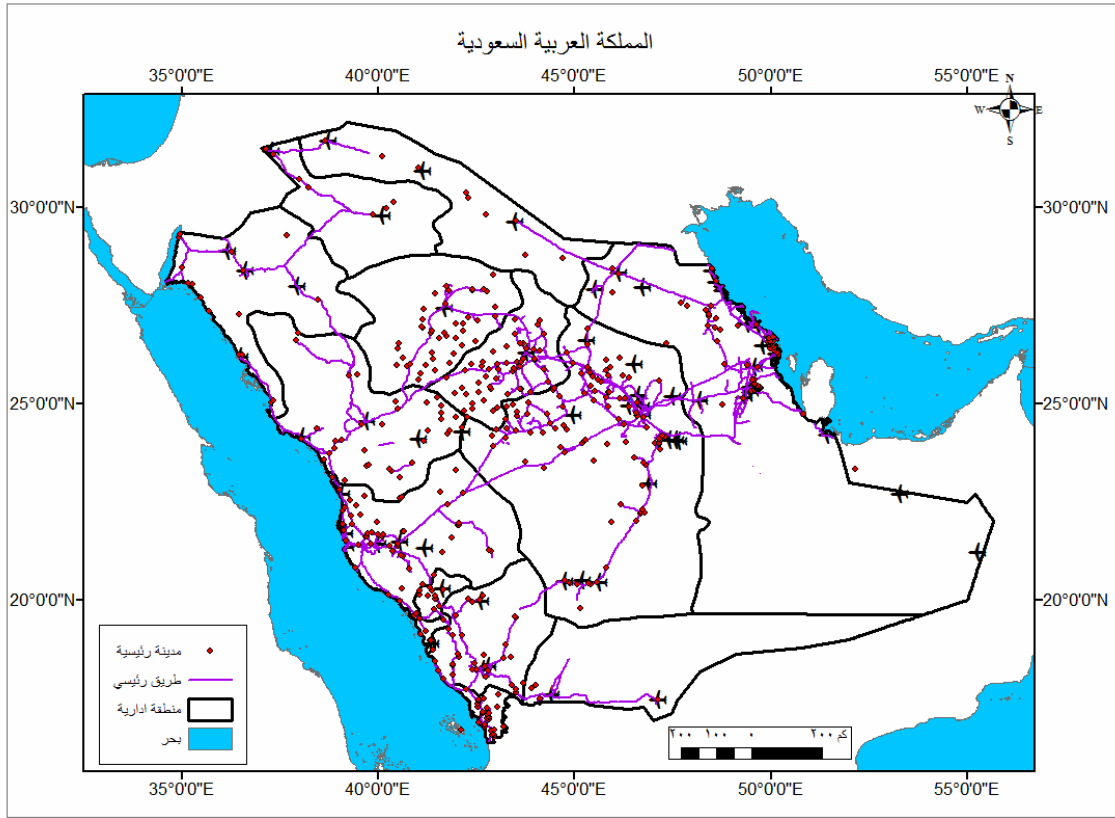 المملكة العربية السعودية
35°0'0"E 40°0'0"E 45°0'0"E 50°0'0"E 55°0'0"E
N
W E
S
30°0'0"N 30°0'0"N
25°0'0"N 25°0'0"N
20°0'0"N 20°0'0"N
مدينة رئيسية
طريق رئيسي
منطقة ادارية
بحر
٢٠٠ ١٠٠ ٠ ٢٠٠ كم
35°0'0"E 40°0'0"E 45°0'0"E 50°0'0"E 55°0'0"E